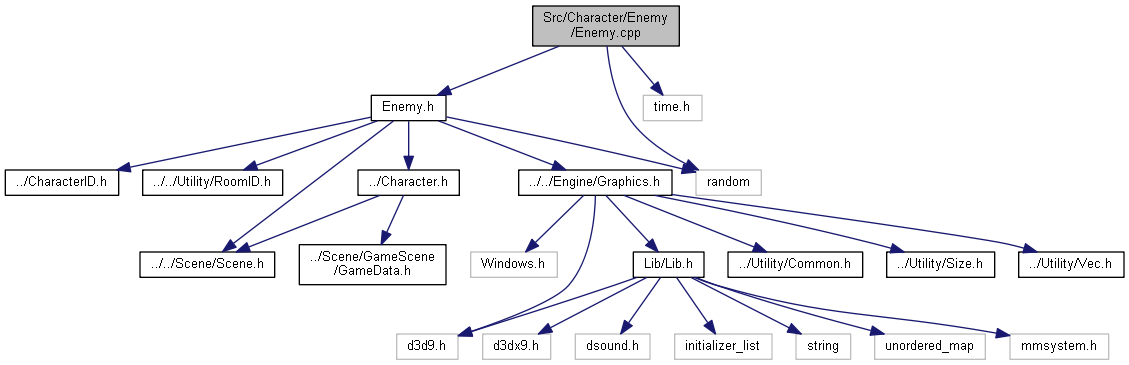 Src/Character/Enemy
/Enemy.cpp
Enemy.h
time.h
../CharacterID.h
../../Utility/RoomID.h
../Character.h
../../Engine/Graphics.h
random
../../Scene/Scene.h
../Scene/GameScene
/GameData.h
Windows.h
Lib/Lib.h
../Utility/Common.h
../Utility/Size.h
../Utility/Vec.h
d3d9.h
d3dx9.h
dsound.h
initializer_list
string
unordered_map
mmsystem.h